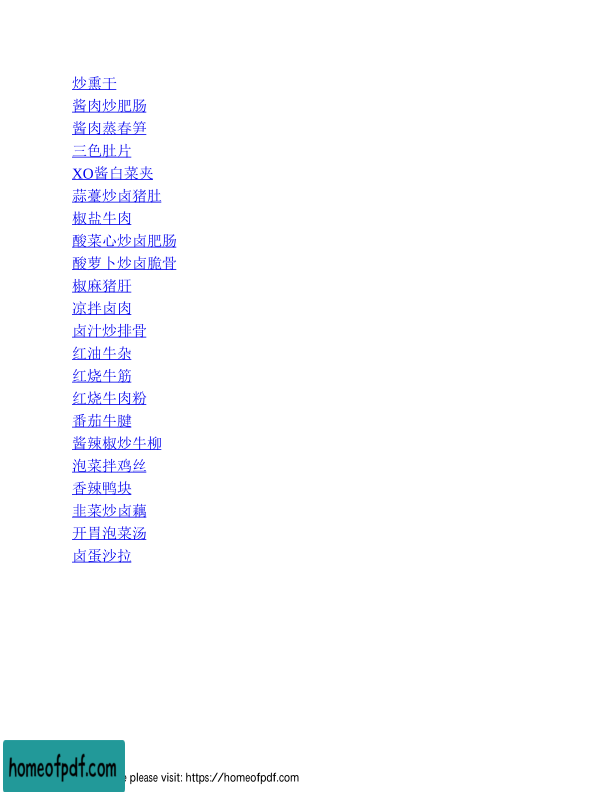 炒熏干
酱肉炒肥肠
酱肉蒸春笋
三色肚片
XO酱白菜夹
蒜薹炒卤猪肚
椒盐牛肉
酸菜心炒卤肥肠
酸萝卜炒卤脆骨
椒麻猪肝
凉拌卤肉
卤汁炒排骨
红油牛杂
红烧牛筋
红烧牛肉粉
番茄牛腱
酱辣椒炒牛柳
泡菜拌鸡丝
香辣鸭块
韭菜炒卤藕
开胃泡菜汤
卤蛋沙拉
homeofpdf.com
please visit: https://homeofpdf.com